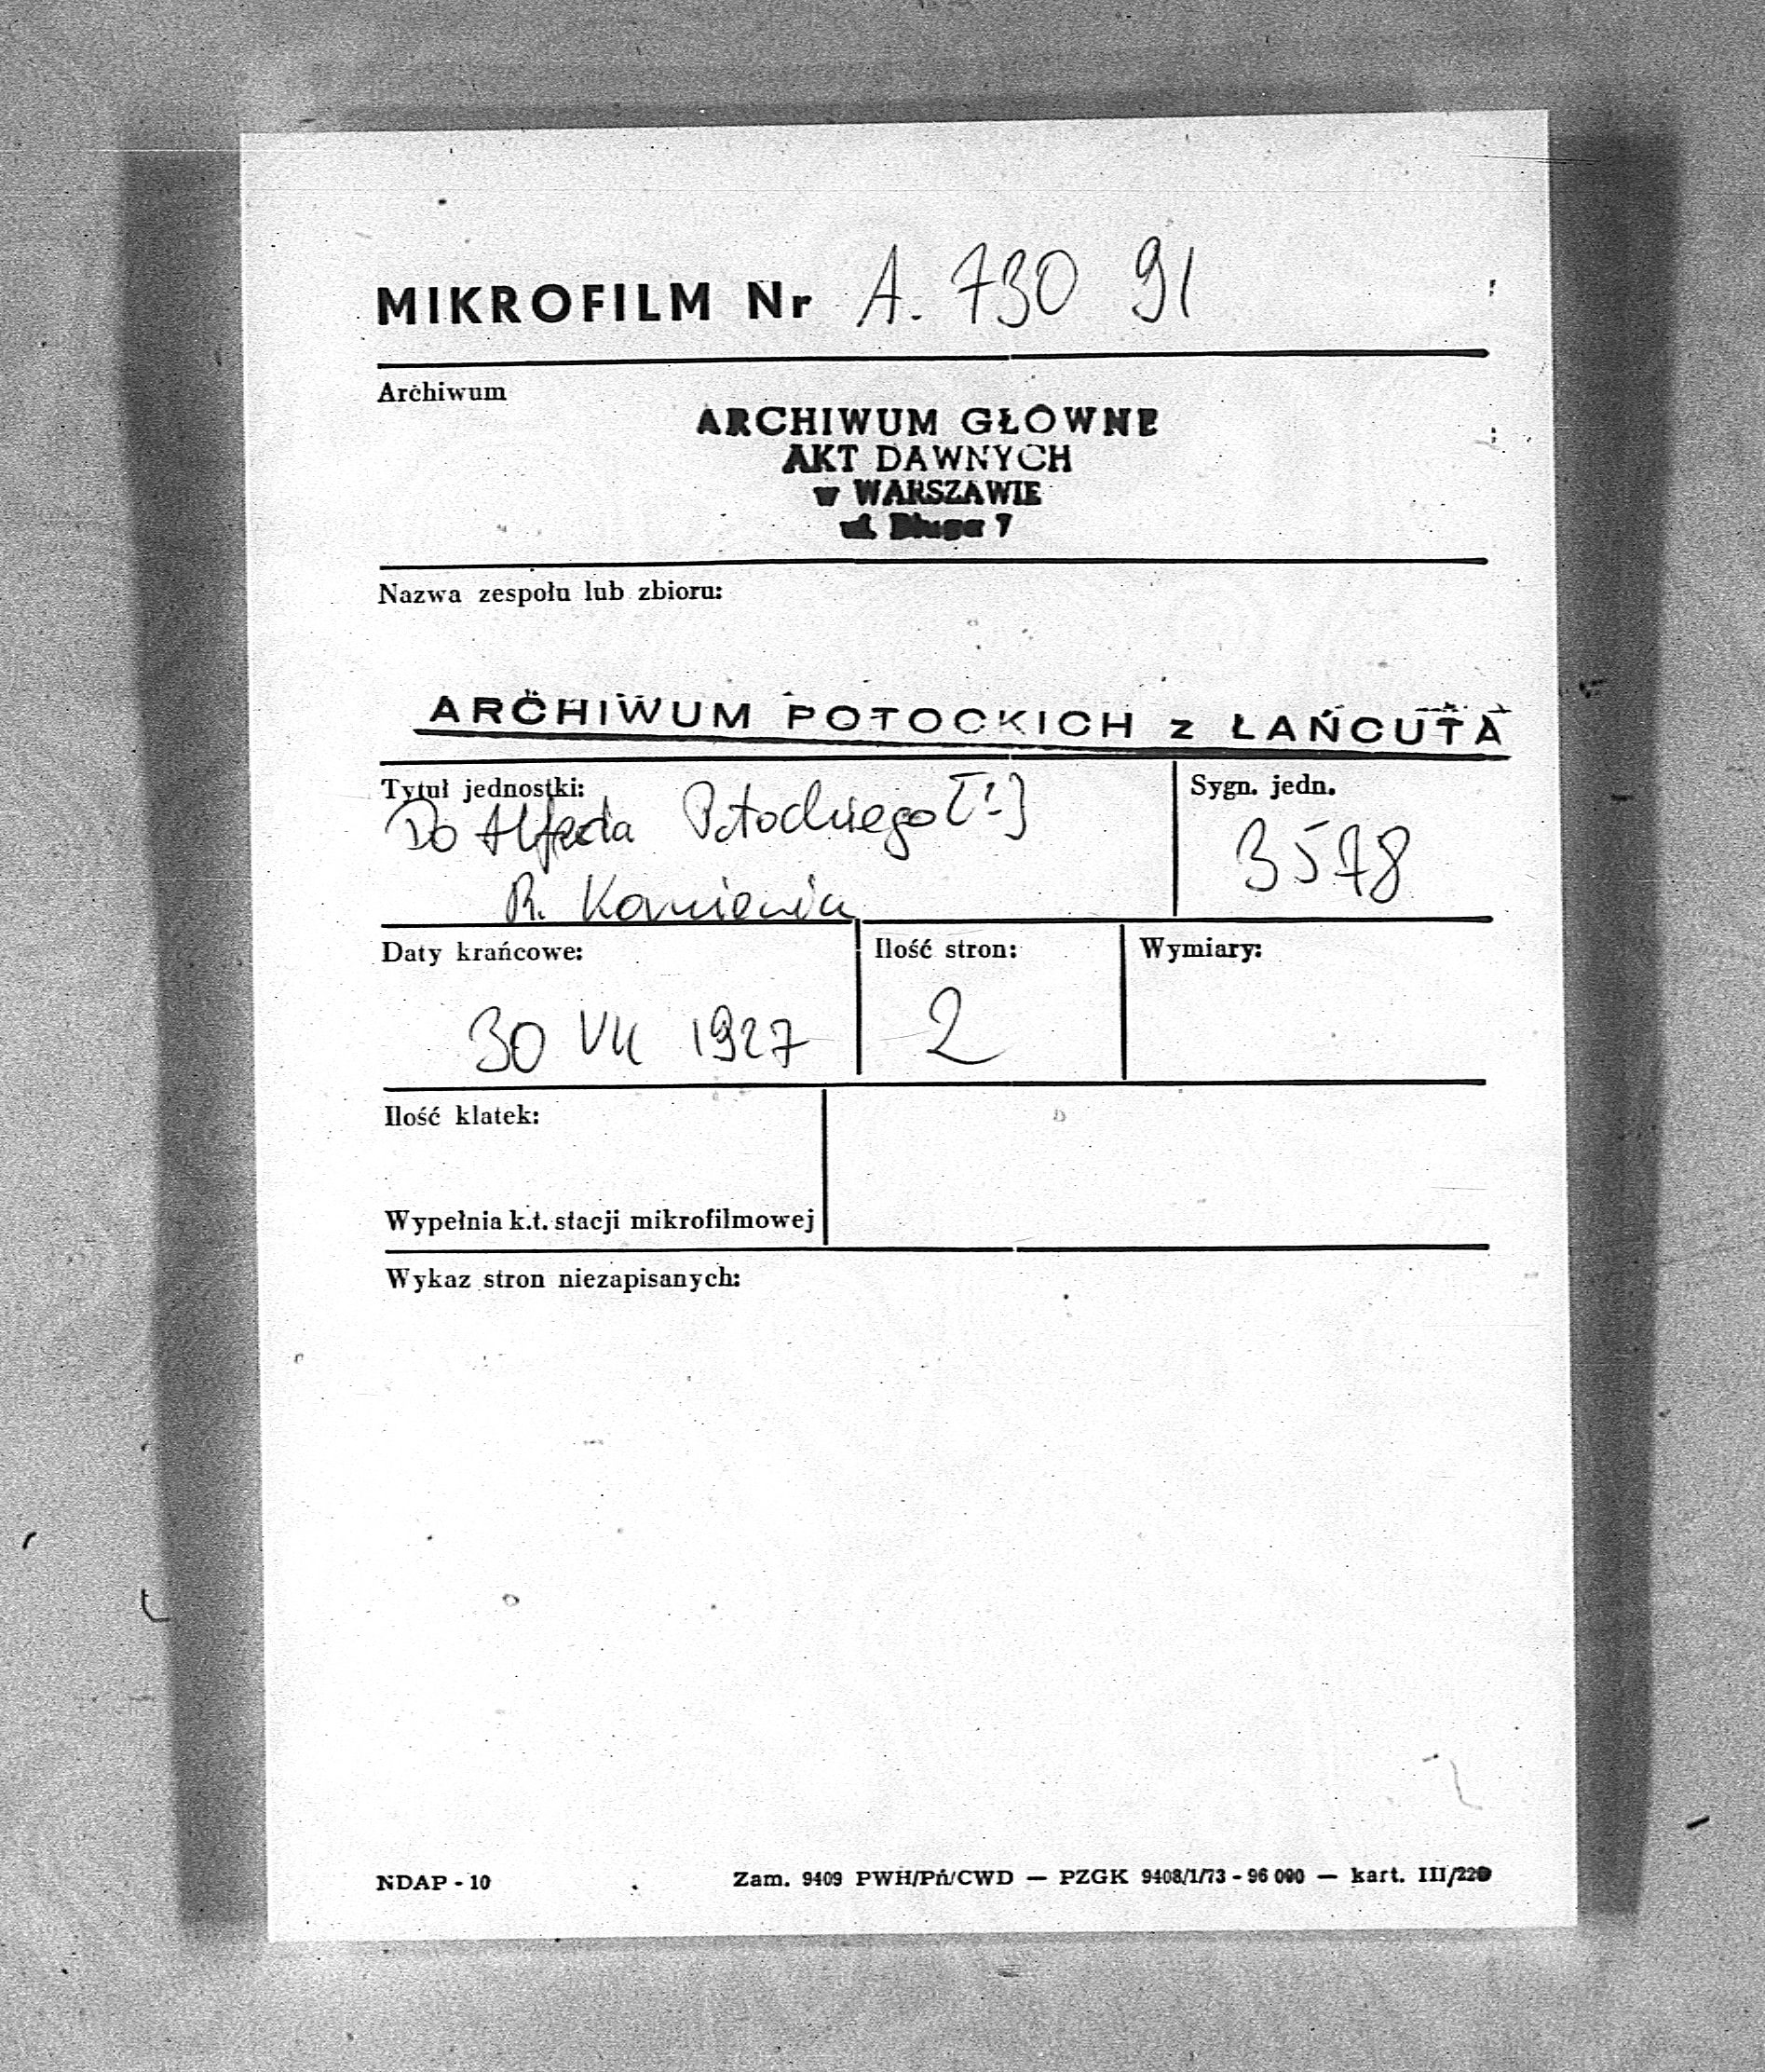 MIKROFILM Nr A. 730 91
Archiwum
ARCHIWUM GŁÓWNE
AKT DAWNYCH
w WARSZAWIE
ul. Długa 7
Nazwa zespołu lub zbioru:
ARCHIWUM POTOCKICH z ŁAŃCUTA
Tytuł jednostki: Sygn. jedn.
Do Alfreda Potockiego [!] 3578
R.
Daty krańcowe: Ilość stron: Wymiary:
30 VII 1927 2
Ilość klatek:
Wypełnia k.t. stacji mikrofilmowej
Wykaz stron niezapisanych:
NDAP - 10 Zam. 9409 PWH/Pń/CWD — PZGK 9408/1/73 - 96 000 — kart. III/220